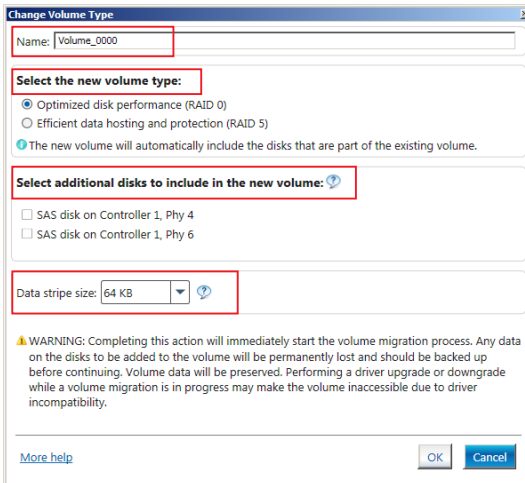 Change Volume Type
Name: Volume_0000
Select the new volume type:
Optimized disk performance (RAID 0)
Efficient data hosting and protection (RAID 5)
The new volume will automatically include the disks that are part of the existing volume.
Select additional disks to include in the new volume:
SAS disk on Controller 1, Phy 4
SAS disk on Controller 1, Phy 6
Data stripe size: 64 KB
WARNING: Completing this action will immediately start the volume migration process. Any data
on the disks to be added to the volume will be permanently lost and should be backed up
before continuing. Volume data will be preserved. Performing a driver upgrade or downgrade
while a volume migration is in progress may make the volume inaccessible due to driver
incompatibility.
More help
OK
Cancel